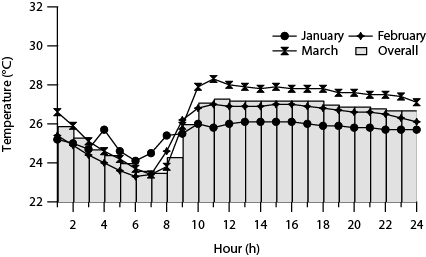 32
30
28
26
24
22
Temperature (°C)
January
February
March
Overall
2 4 6 8 10 12 14 16 18 20 22 24
Hour (h)